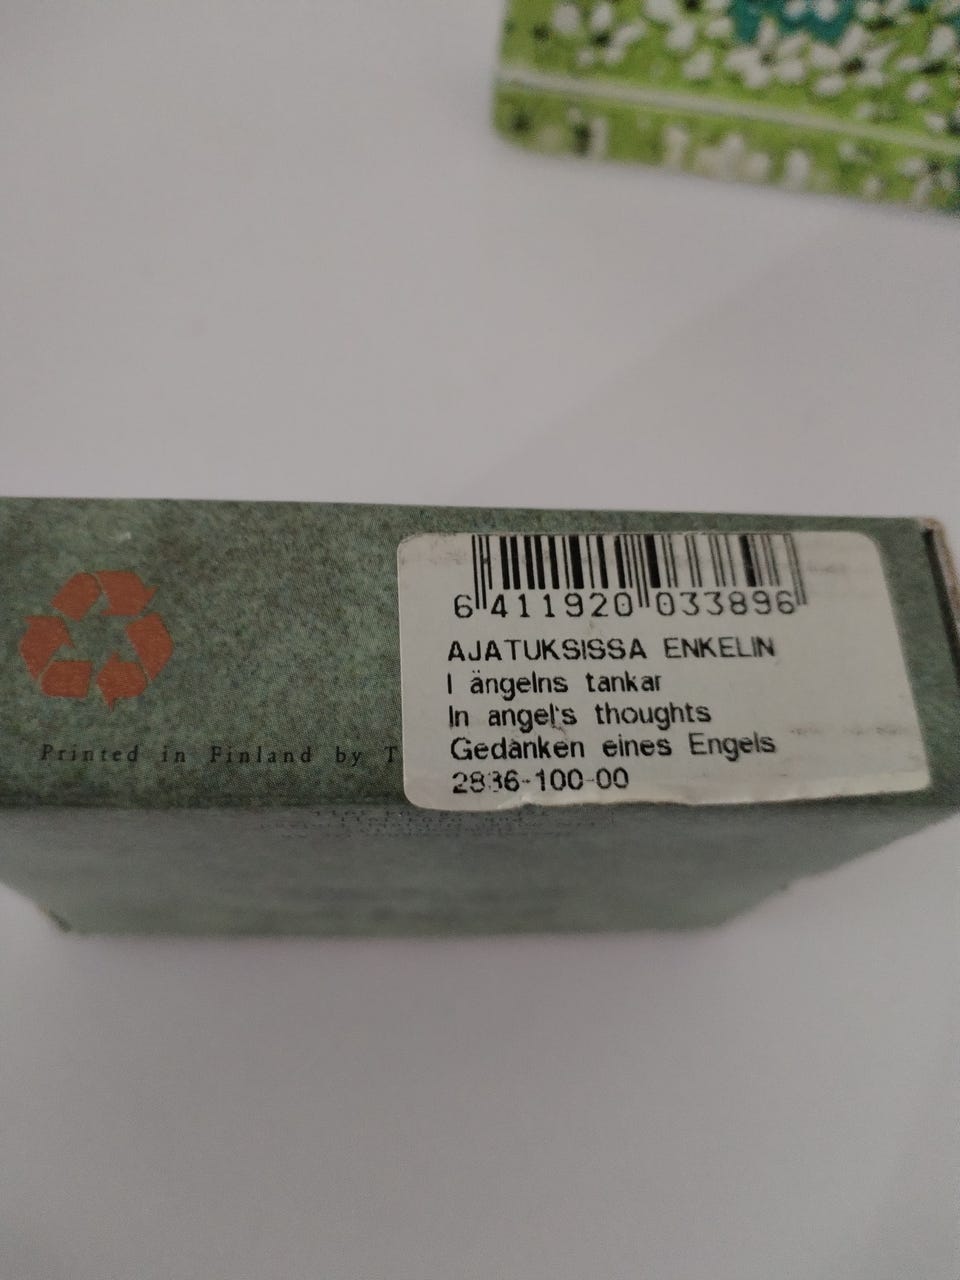 6 411920 033896
AJATUKSISSA ENKELIN
I ängelns tankar
In angel's thoughts
Gedanken eines Engels
2836-100-00
Printed in Finland by T